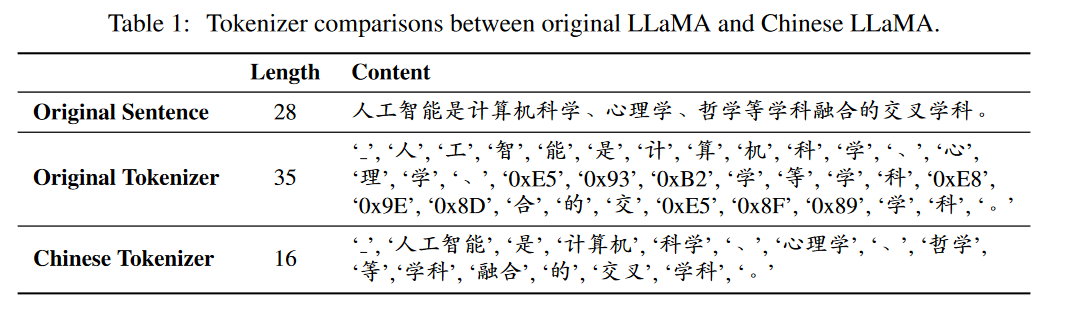 Table 1: Tokenizer comparisons between original LLaMA and Chinese LLaMA.
Length Content
Original Sentence 28 人工智能是计算机科学、心理学、哲学等学科融合的交叉学科。
Original Tokenizer 35 ‘_’, ‘人’, ‘工’, ‘智’, ‘能’, ‘是’, ‘计’, ‘算’, ‘机’, ‘科’, ‘学’, ‘、’, ‘心’,
‘理’, ‘学’, ‘、’, ‘0xE5’, ‘0x93’, ‘0xB2’, ‘学’, ‘等’, ‘学’, ‘科’, ‘0xE8’,
‘0x9E’, ‘0x8D’, ‘合’, ‘的’, ‘交’, ‘0xE5’, ‘0x8F’, ‘0x89’, ‘学’, ‘科’, ‘。’
Chinese Tokenizer 16 ‘_’, ‘人工智能’, ‘是’, ‘计算机’, ‘科学’, ‘、’, ‘心理学’, ‘、’, ‘哲学’,
‘等’,‘学科’, ‘融合’, ‘的’, ‘交叉’, ‘学科’, ‘。’